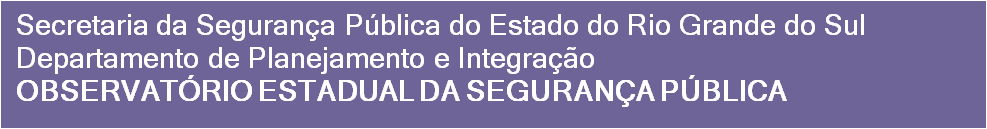 Secretaria da Segurança Pública do Estado do Rio Grande do Sul
Departamento de Planejamento e Integração
OBSERVATÓRIO ESTADUAL DA SEGURANÇA PÚBLICA